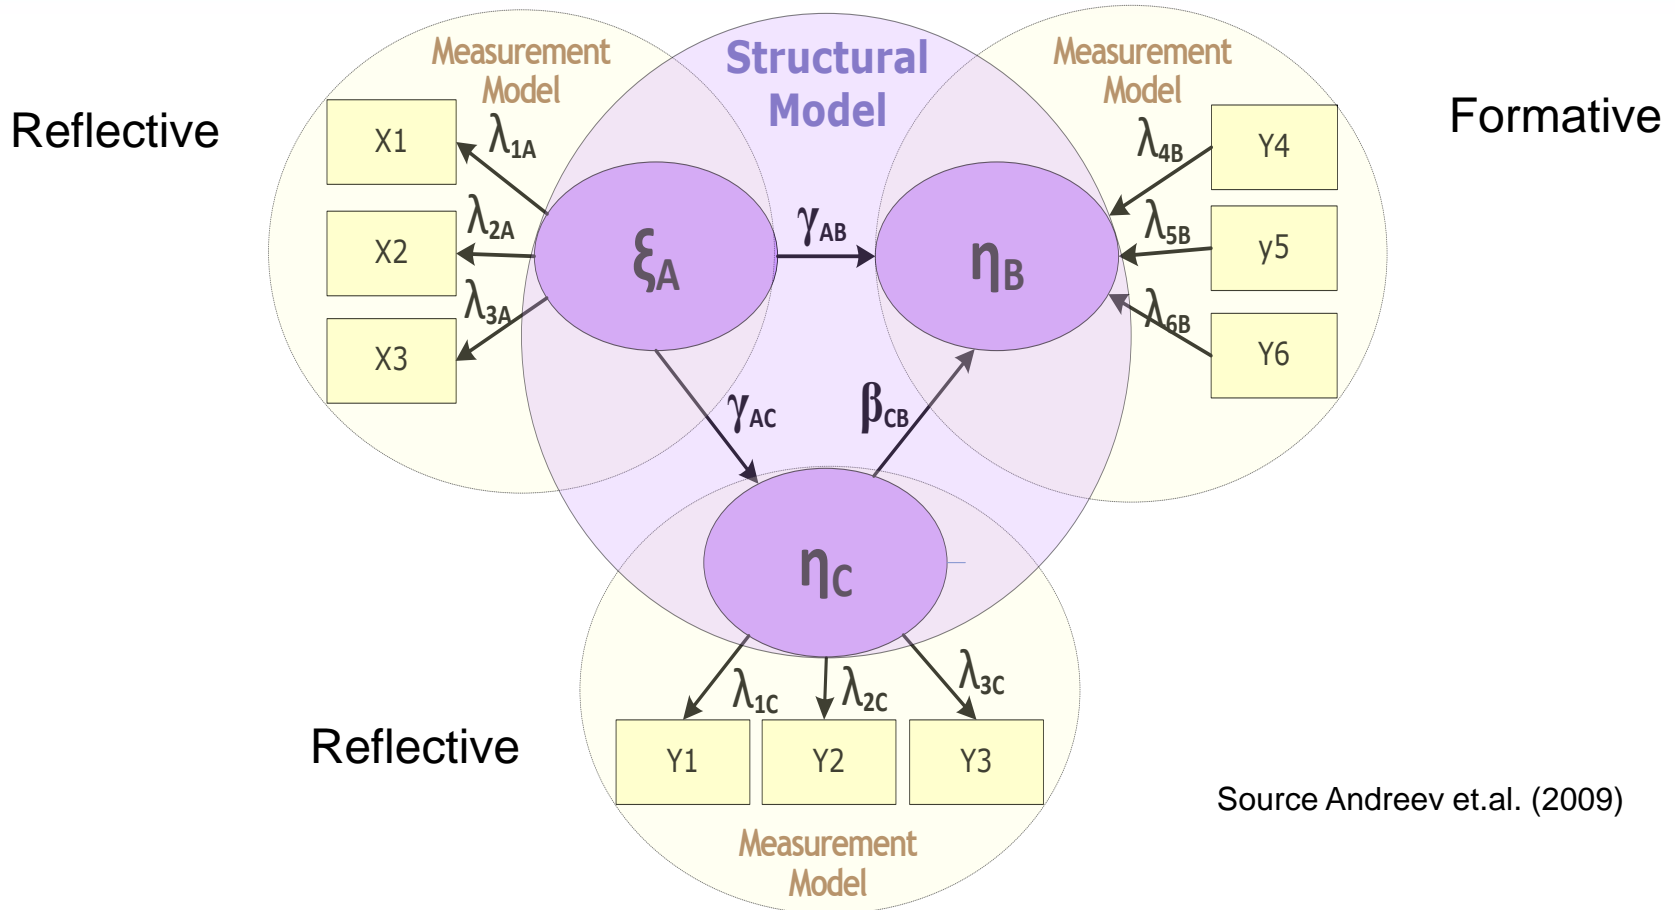 Measurement
Model
Structural
Model
Measurement
Model
Reflective
Formative
X1
λ1A
X2
λ2A
X3
λ3A
ξA
γAB
ηB
λ4B
Y4
λ5B
y5
λ6B
Y6
γAC
βCB
ηC
λ1C
λ2C
λ3C
Reflective
Y1
Y2
Y3
Source Andreev et.al. (2009)
Measurement
Model